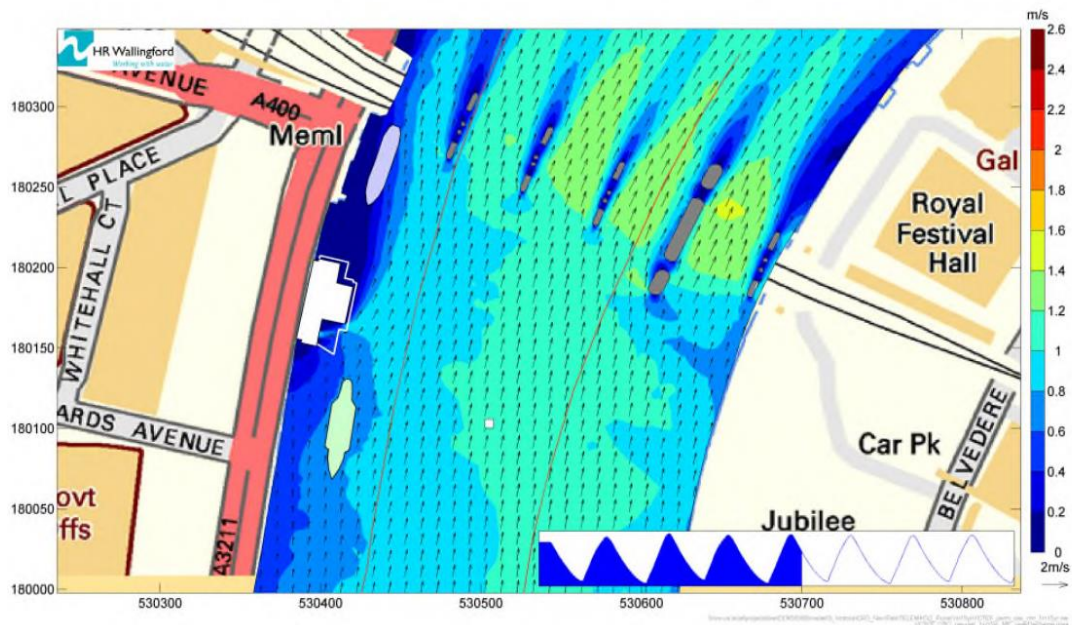 HR Wallingford
Working with water
AVENUE
A400
Meml
L PLACE
WHITEHALL CT
ARDS AVENUE
ovt
ffs
A3211
Gal
Royal
Festival
Hall
Car Pk
BELVEDERE
Jubilee
180300
180250
180200
180150
180100
180050
180000
530300
530400
530500
530600
530700
530800
m/s
2.6
2.4
2.2
2
1.8
1.6
1.4
1.2
1
0.8
0.6
0.4
0.2
0
2m/s